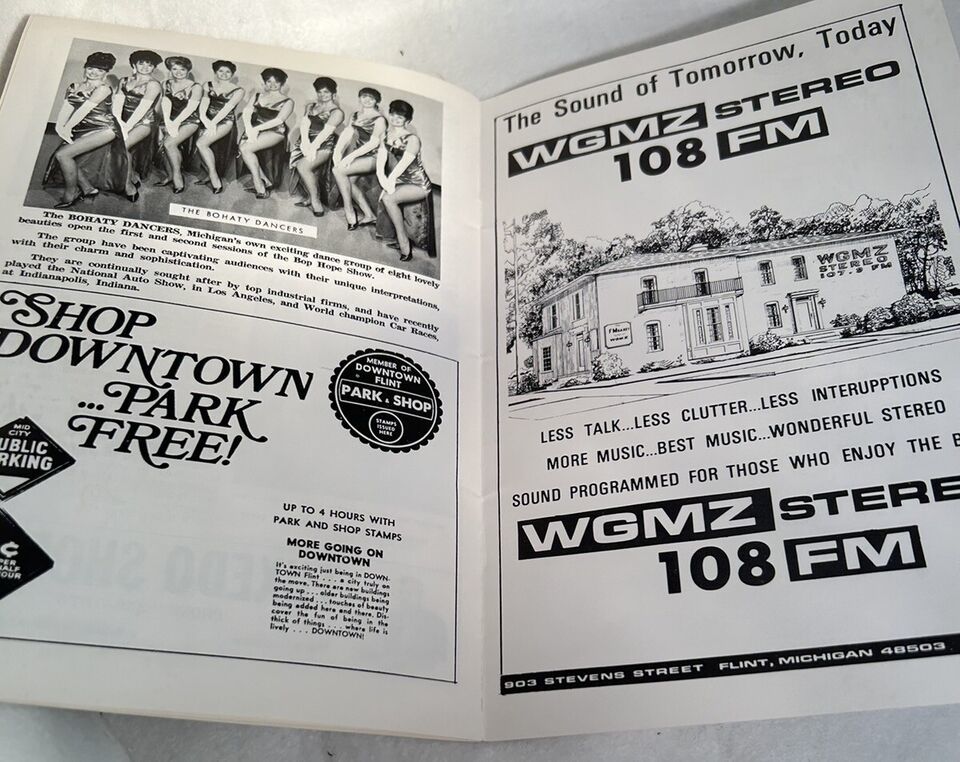 THE BOHATY DANCERS
The BOHATY DANCERS, Michigan's own exciting dance group of eight lovely
beauties open the first and second sessions of the Bop Hope Show.
The group have been captivating audiences with their unique interpretations,
with their charm and sophistication.
They are continually sought after by top industrial firms, and have recently
played the National Auto Show, in Los Angeles, and World champion Car Races,
at Indianapolis, Indiana.
SHOP
DOWNTOWN
...PARK
FREE!
MEMBER OF
DOWNTOWN
FLINT
PARK & SHOP
STAMPS
ISSUED
HERE
MID
CITY
UBLIC
RKING
¢
PER
HALF
HOUR
UP TO 4 HOURS WITH
PARK AND SHOP STAMPS
MORE GOING ON
DOWNTOWN
It's exciting just being in DOWN-
TOWN Flint . . . a city truly on
the move. There are new buildings
going up . . . older buildings being
modernized . . . touches of beauty
being added here and there. Dis-
cover the fun of being in the
thick of things . . . where life is
lively . . . DOWNTOWN!
The Sound of Tomorrow, Today
WGMZ STEREO
108 FM
WGMZ
STEREO
107.9 FM
WGMZ
LESS TALK...LESS CLUTTER...LESS INTERUPPTIONS
MORE MUSIC...BEST MUSIC...WONDERFUL STEREO
SOUND PROGRAMMED FOR THOSE WHO ENJOY THE B
WGMZ STERE
108 FM
903 STEVENS STREET FLINT, MICHIGAN 48503